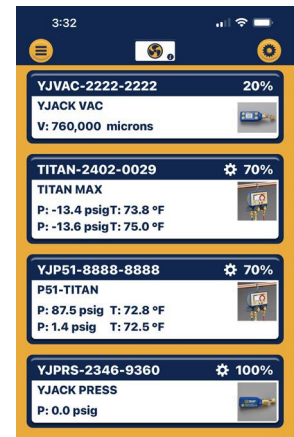 3:32
YJVAC-2222-2222 20%
YJACK VAC
V: 760,000 microns
TITAN-2402-0029 70%
TITAN MAX
P: -13.4 psig T: 73.8 °F
P: -13.6 psig T: 75.0 °F
YJP51-8888-8888 70%
P51-TITAN
P: 87.5 psig T: 72.8 °F
P: 1.4 psig T: 72.5 °F
YJPRS-2346-9360 100%
YJACK PRESS
P: 0.0 psig